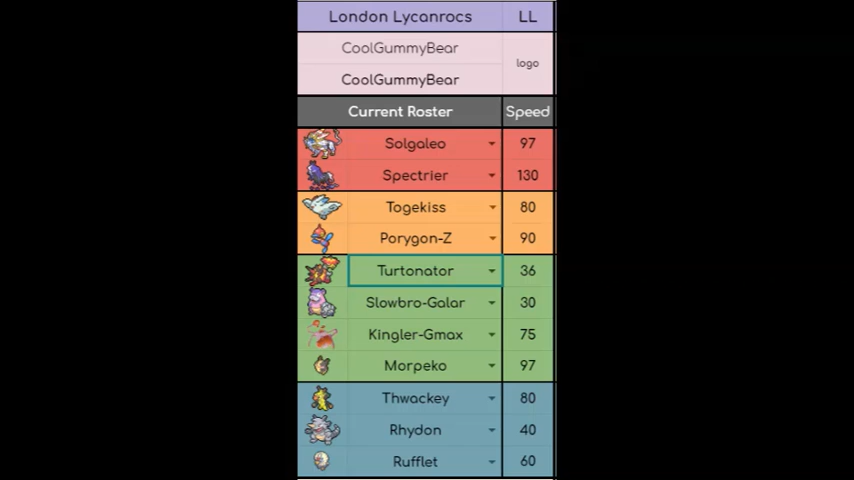 London Lycanrocs LL
CoolGummyBear
logo
CoolGummyBear
Current Roster Speed
Solgaleo 97
Spectrier 130
Togekiss 80
Porygon-Z 90
Turtonator 36
Slowbro-Galar 30
Kingler-Gmax 75
Morpeko 97
Thwackey 80
Rhydon 40
Rufflet 60